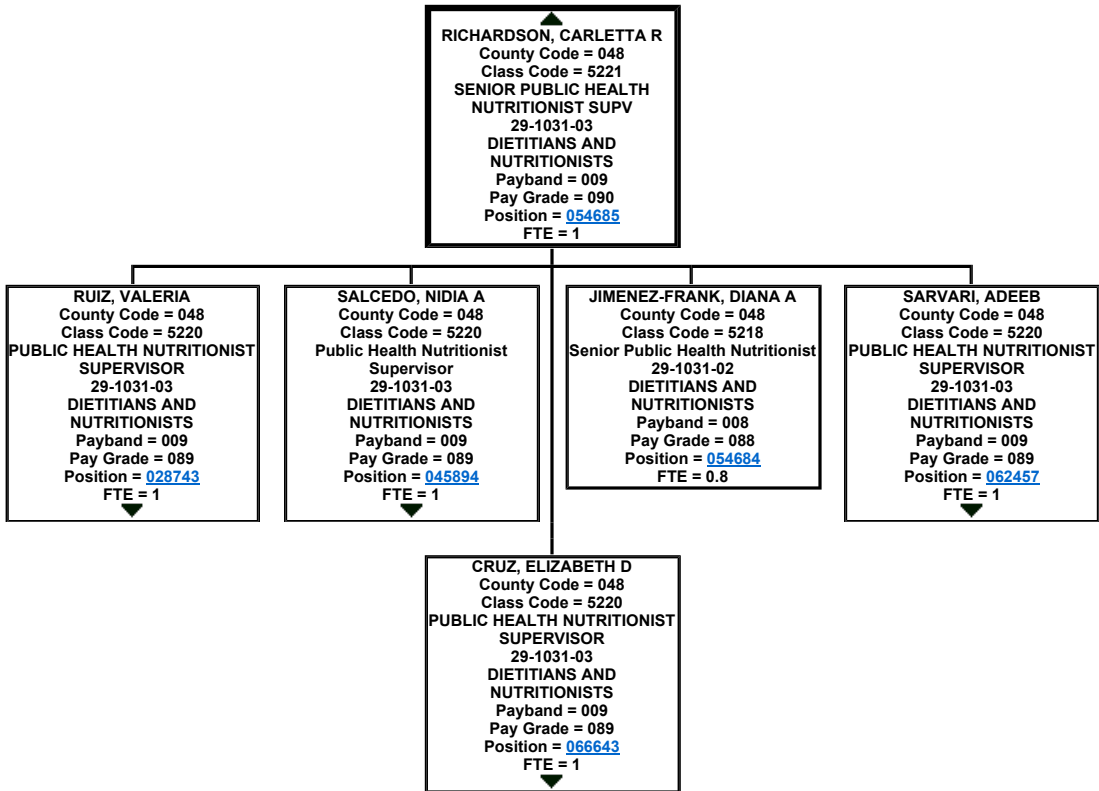 RICHARDSON, CARLETTA R
County Code = 048
Class Code = 5221
SENIOR PUBLIC HEALTH
NUTRITIONIST SUPV
29-1031-03
DIETITIANS AND
NUTRITIONISTS
Payband = 009
Pay Grade = 090
Position = 054685
FTE = 1
RUIZ, VALERIA
County Code = 048
Class Code = 5220
PUBLIC HEALTH NUTRITIONIST
SUPERVISOR
29-1031-03
DIETITIANS AND
NUTRITIONISTS
Payband = 009
Pay Grade = 089
Position = 028743
FTE = 1
SALCEDO, NIDIA A
County Code = 048
Class Code = 5220
Public Health Nutritionist
Supervisor
29-1031-03
DIETITIANS AND
NUTRITIONISTS
Payband = 009
Pay Grade = 089
Position = 045894
FTE = 1
JIMENEZ-FRANK, DIANA A
County Code = 048
Class Code = 5218
Senior Public Health Nutritionist
29-1031-02
DIETITIANS AND
NUTRITIONISTS
Payband = 008
Pay Grade = 088
Position = 054684
FTE = 0.8
SARVARI, ADEEB
County Code = 048
Class Code = 5220
PUBLIC HEALTH NUTRITIONIST
SUPERVISOR
29-1031-03
DIETITIANS AND
NUTRITIONISTS
Payband = 009
Pay Grade = 089
Position = 062457
FTE = 1
CRUZ, ELIZABETH D
County Code = 048
Class Code = 5220
PUBLIC HEALTH NUTRITIONIST
SUPERVISOR
29-1031-03
DIETITIANS AND
NUTRITIONISTS
Payband = 009
Pay Grade = 089
Position = 066643
FTE = 1